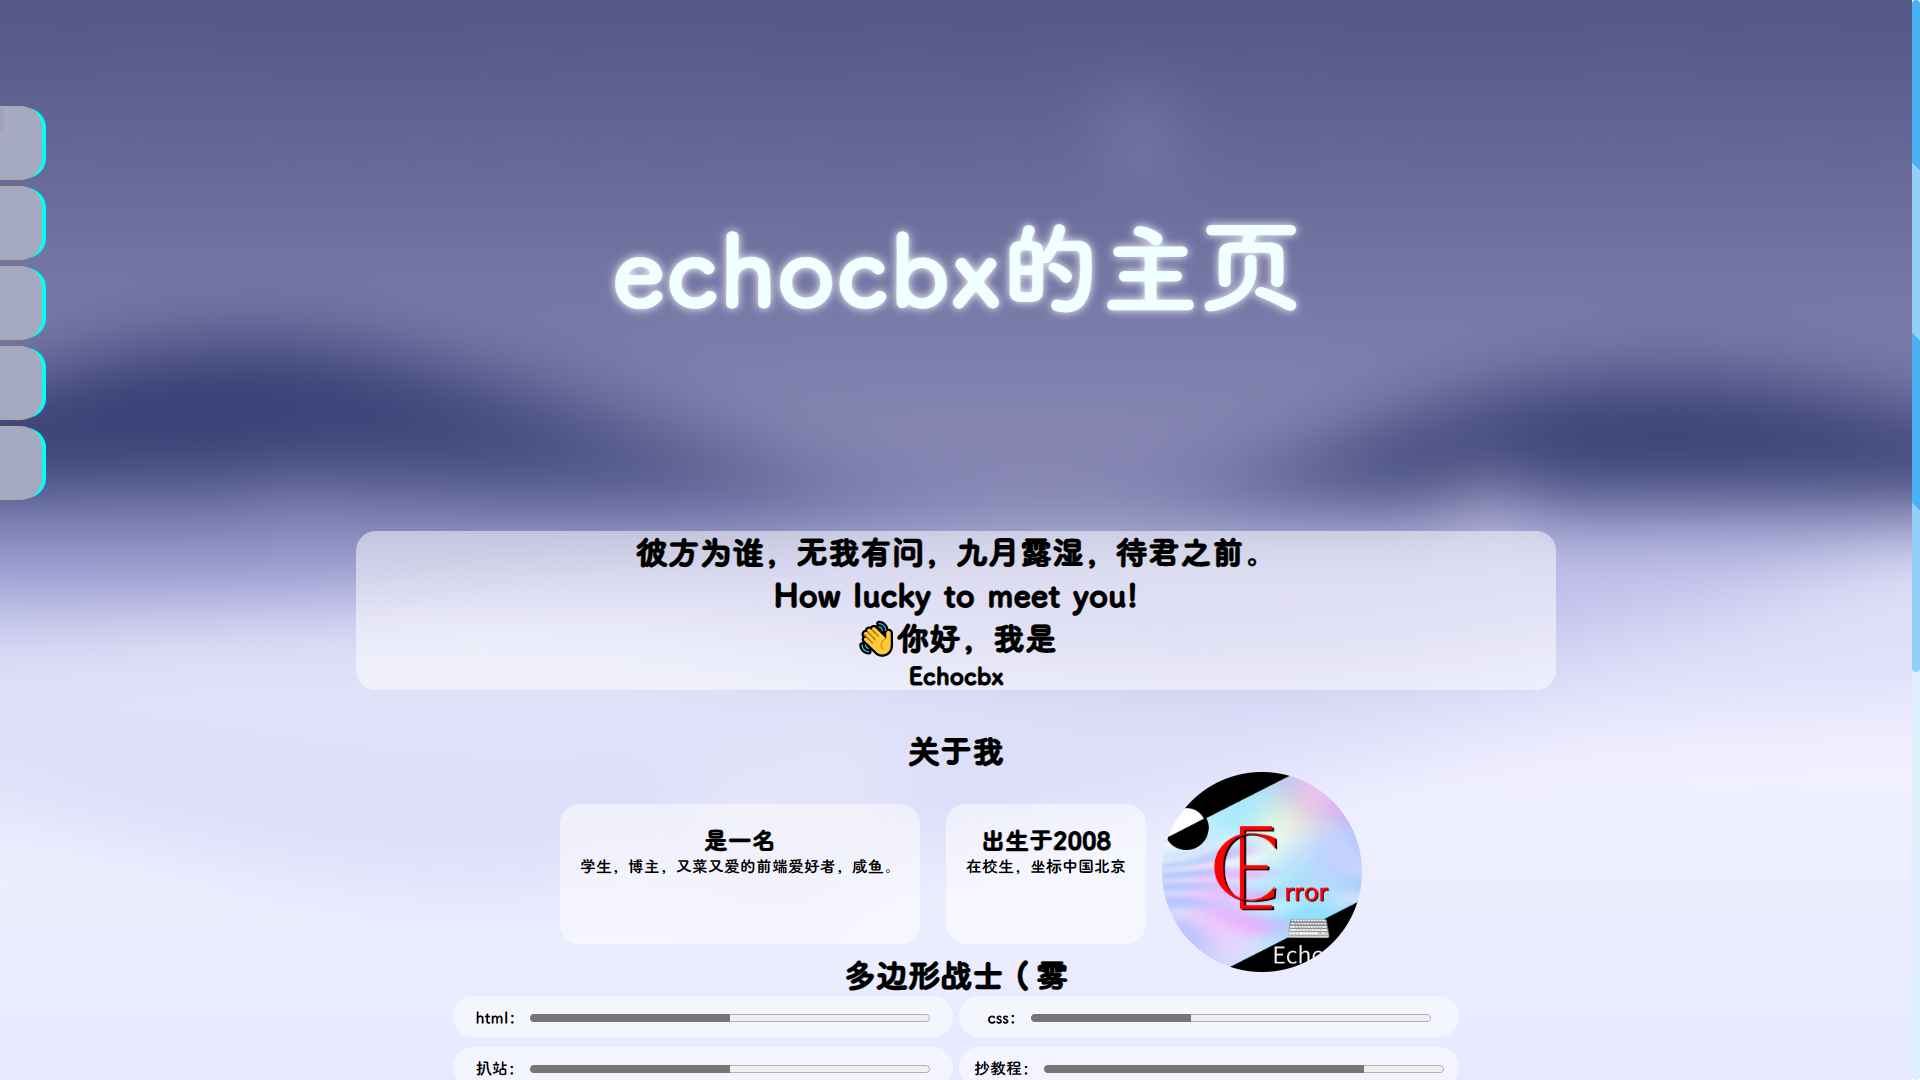 echocbx的主页
彼方为谁，无我有问，九月露湿，待君之前。
How lucky to meet you!
👋你好，我是
Echocbx
关于我
是一名
学生，博主，又菜又爱的前端爱好者，咸鱼。
出生于2008
在校生，坐标中国北京
Error
Echo
多边形战士（雾
html：
css：
扒站：
抄教程：